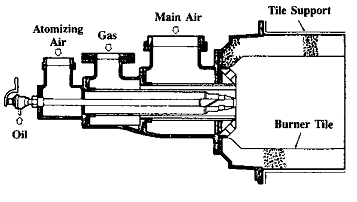 Tile Support
Main Air
Atomizing
Air
Gas
Oil
Burner Tile